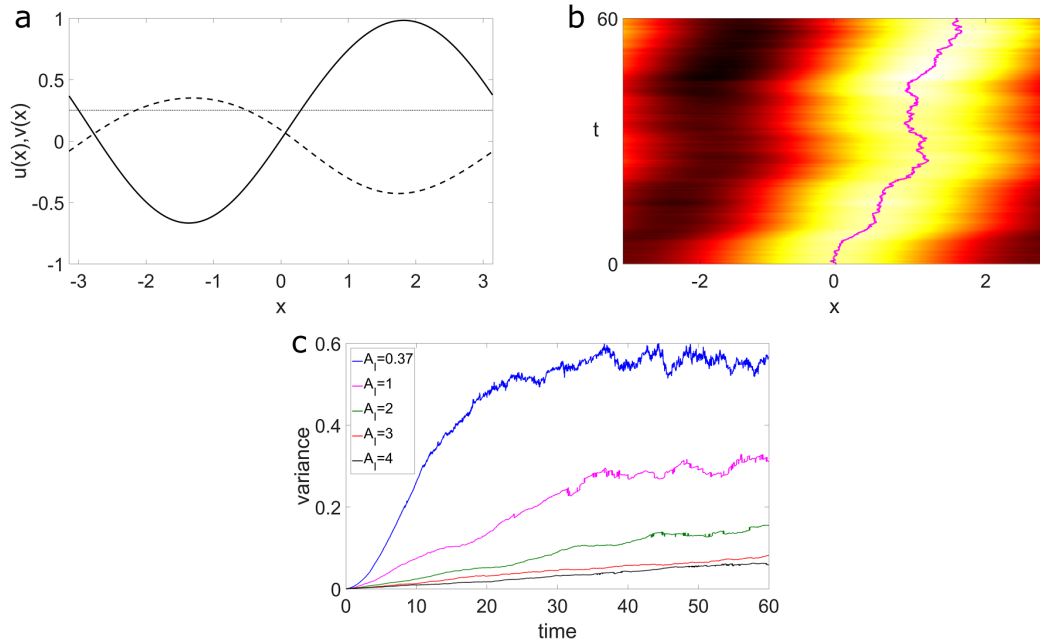 a
1
0.5
0
-0.5
-1
u(x),v(x)
-3 -2 -1 0 1 2 3
x
b
60
t
0
-2 0 2
x
c
0.6
0.4
0.2
0
variance
A_I=0.37
A_I=1
A_I=2
A_I=3
A_I=4
0 10 20 30 40 50 60
time